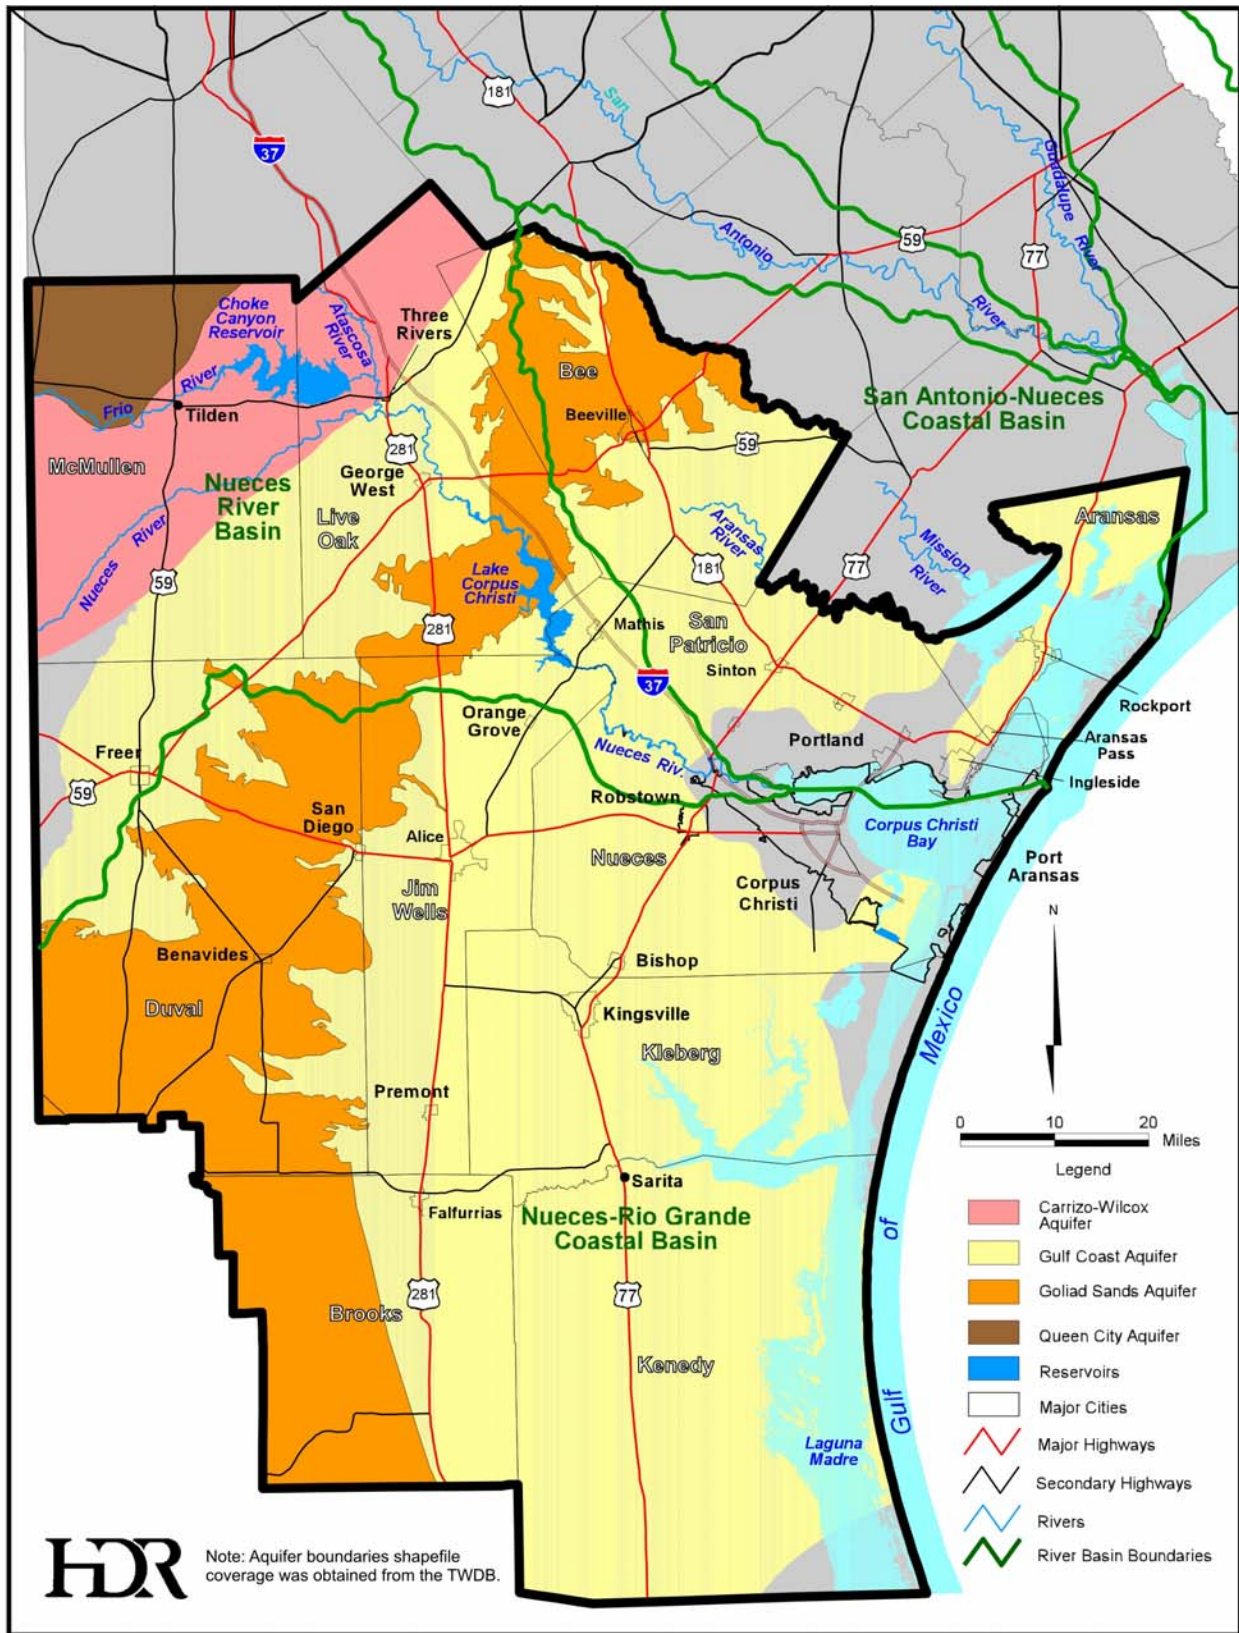 181
San
37
Guadalupe
River
Antonio
59
77
River
Choke
Canyon
Reservoir
Atascosa
River
Three
Rivers
River
Frio
Tilden
Bee
Beeville
San Antonio-Nueces
Coastal Basin
McMullen
281
59
George
West
Nueces
River
Basin
Live
Oak
Aransas
River
Aransas
Mission
River
Nueces
River
59
Lake
Corpus
Christi
181
77
281
Mathis
San
Patricio
Sinton
37
Rockport
Orange
Grove
Portland
Aransas
Pass
Nueces Riv.
Ingleside
Freer
59
Robstown
San
Diego
Alice
Corpus Christi
Bay
Nueces
Port
Aransas
Jim
Wells
Corpus
Christi
N
Benavides
Bishop
Duval
Kingsville
Kleberg
Gulf of Mexico
Premont
0 10 20
Miles
Sarita
Legend
Falfurrias
Nueces-Rio Grande
Coastal Basin
Carrizo-Wilcox
Aquifer
Gulf Coast Aquifer
281
77
Goliad Sands Aquifer
Brooks
Queen City Aquifer
Kenedy
Reservoirs
Major Cities
Laguna
Madre
Major Highways
Secondary Highways
Rivers
River Basin Boundaries
HDR
Note: Aquifer boundaries shapefile
coverage was obtained from the TWDB.